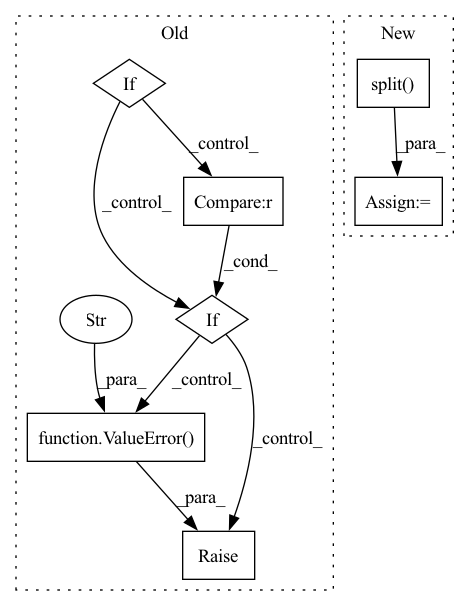 Old
New
If
split()
_control_
_para_
Compare:r
Assign:=
_control_
_cond_
Str
If
_para_
_control_
function.ValueError()
_control_
_para_
Raise